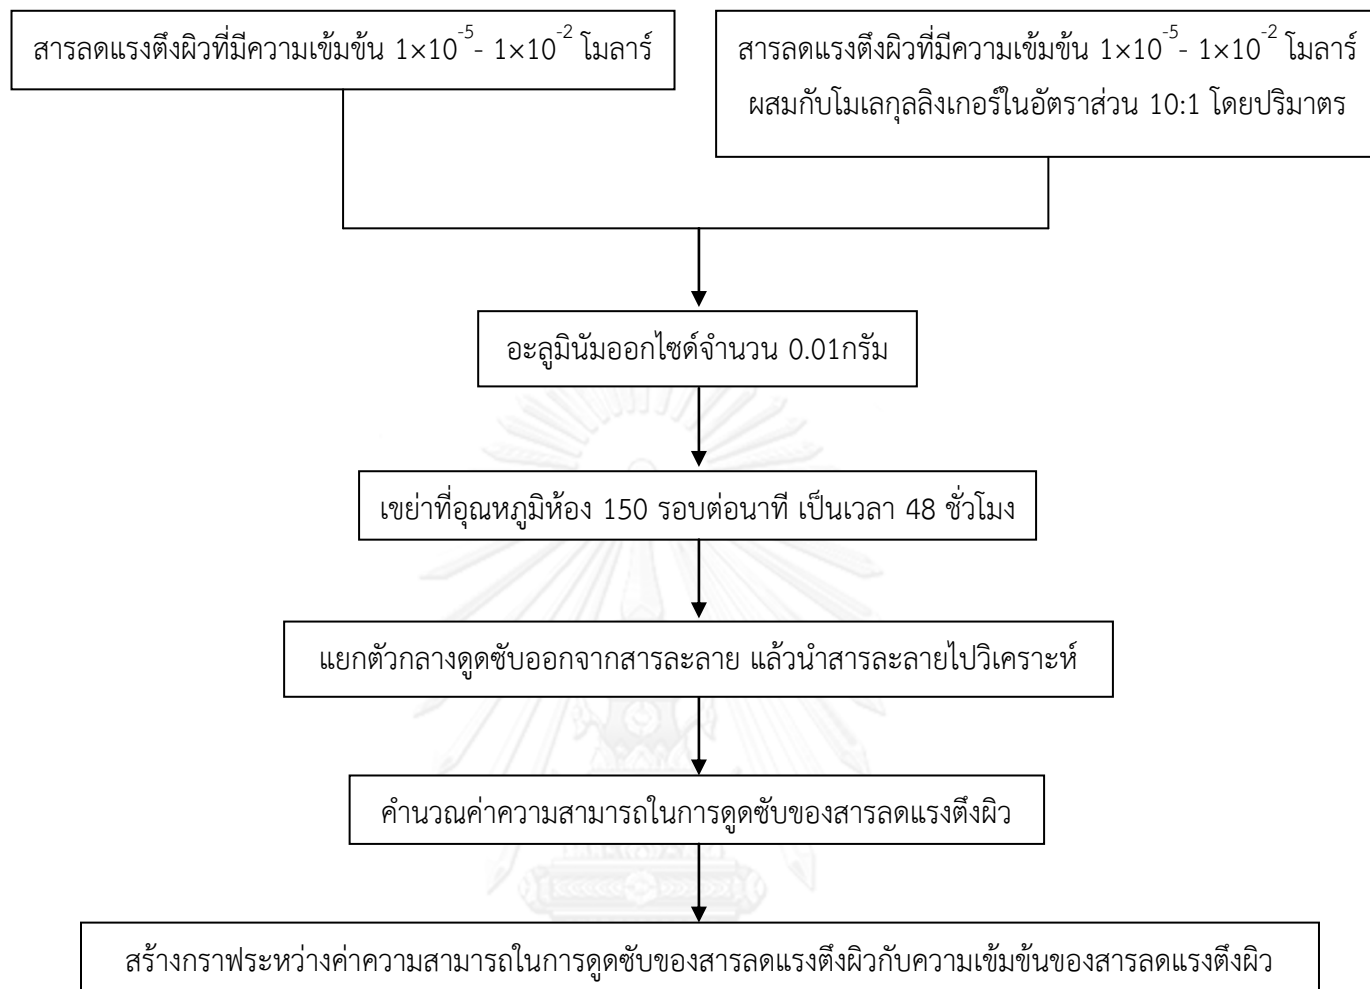 สารลดแรงตึงผิวที่มีความเข้มข้น 1×10⁻⁵- 1×10⁻² โมลาร์
สารลดแรงตึงผิวที่มีความเข้มข้น 1×10⁻⁵- 1×10⁻² โมลาร์
ผสมกับโมเลกุลลิงเกอร์ในอัตราส่วน 10:1 โดยปริมาตร
อะลูมินัมออกไซด์จำนวน 0.01กรัม
เขย่าที่อุณหภูมิห้อง 150 รอบต่อนาที เป็นเวลา 48 ชั่วโมง
แยกตัวกลางดูดซับออกจากสารละลาย แล้วนำสารละลายไปวิเคราะห์
คำนวณค่าความสามารถในการดูดซับของสารลดแรงตึงผิว
สร้างกราฟระหว่างค่าความสามารถในการดูดซับของสารลดแรงตึงผิวกับความเข้มข้นของสารลดแรงตึงผิว